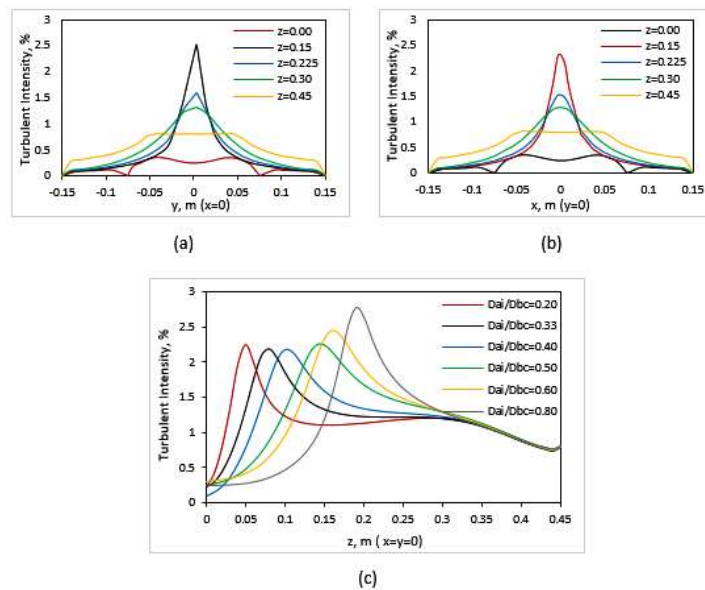 3
2.5
2
1.5
1
0.5
0
Turbulent Intensity, %
z=0.00
z=0.15
z=0.225
z=0.30
z=0.45
-0.15 -0.1 -0.05 0 0.05 0.1 0.15
y, m (x=0)
(a)
3
2.5
2
1.5
1
0.5
0
Turbulent Intensity, %
z=0.00
z=0.15
z=0.225
z=0.30
z=0.45
-0.15 -0.1 -0.05 0 0.05 0.1 0.15
x, m (y=0)
(b)
3
2.5
2
1.5
1
0.5
0
Turbulent Intensity, %
Dai/Dbc=0.20
Dai/Dbc=0.33
Dai/Dbc=0.40
Dai/Dbc=0.50
Dai/Dbc=0.60
Dai/Dbc=0.80
0 0.05 0.1 0.15 0.2 0.25 0.3 0.35 0.4 0.45
z, m ( x=y=0)
(c)